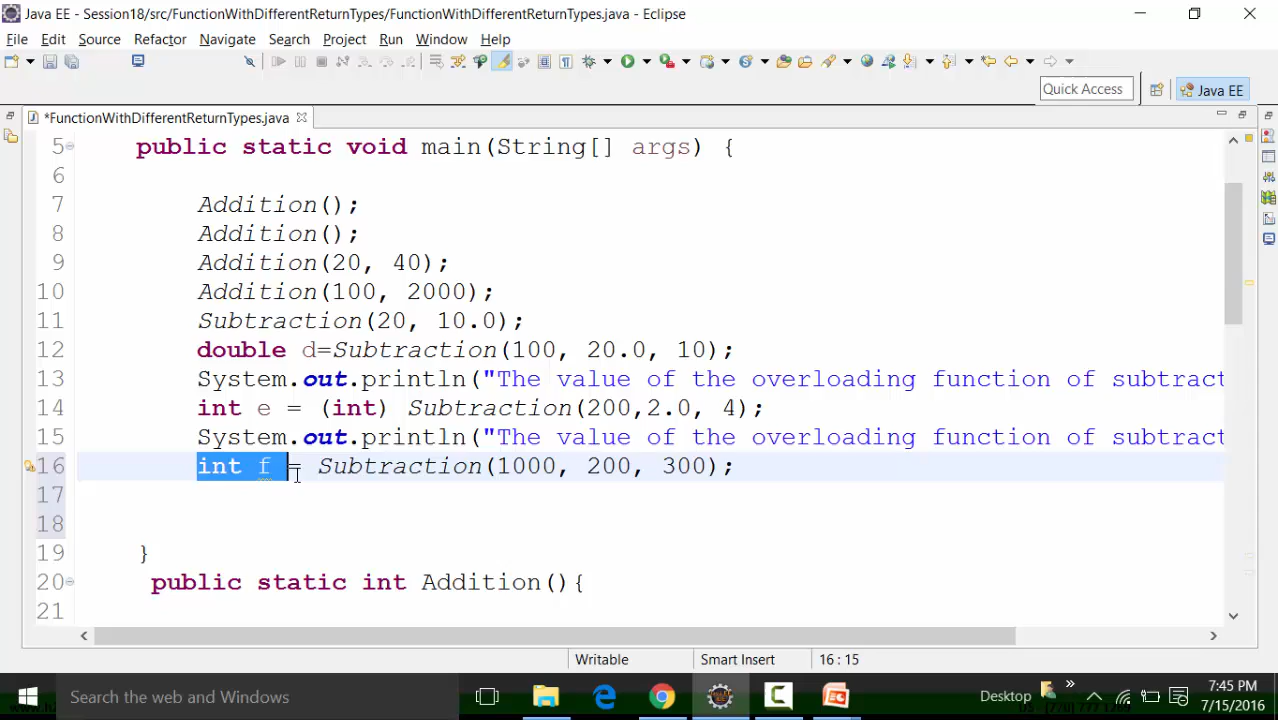 Java EE - Session18/src/FunctionWithDifferentReturnTypes/FunctionWithDifferentReturnTypes.java - Eclipse
File Edit Source Refactor Navigate Search Project Run Window Help
Quick Access Java EE
*FunctionWithDifferentReturnTypes.java
5 public static void main(String[] args) {
6
7 Addition();
8 Addition();
9 Addition(20, 40);
10 Addition(100, 2000);
11 Subtraction(20, 10.0);
12 double d=Subtraction(100, 20.0, 10);
13 System.out.println("The value of the overloading function of subtract
14 int e = (int) Subtraction(200,2.0, 4);
15 System.out.println("The value of the overloading function of subtract
16 int f = Subtraction(1000, 200, 300);
17
18
19 }
20 public static int Addition(){
21
Writable Smart Insert 16 : 15
Search the web and Windows
Desktop
7:45 PM
7/15/2016